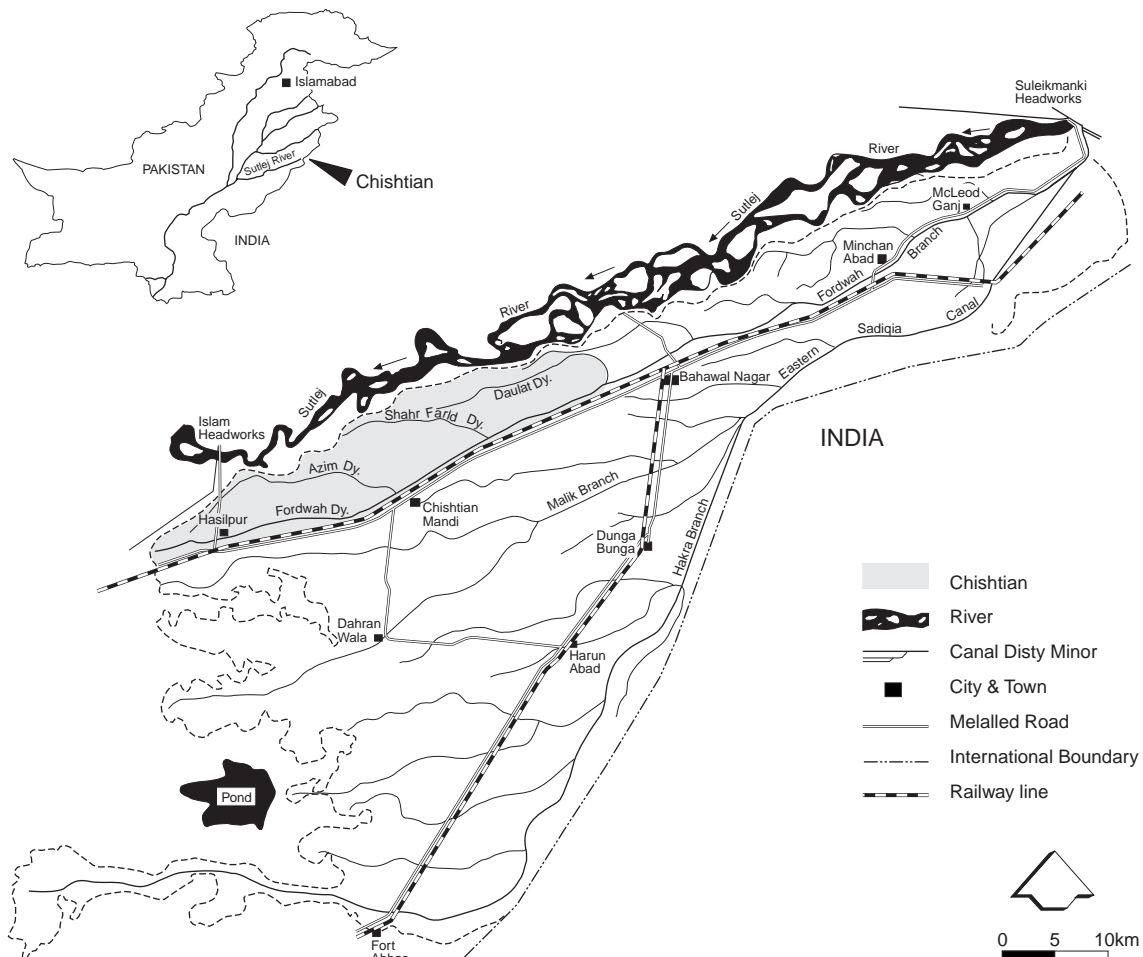 Islamabad
PAKISTAN
Sutlej River
Chishtian
INDIA
Suleikmanki
Headworks
River
McLeod
Ganj
Sutlej
Minchan
Abad
Branch
Fordwah
River
Canal
Sadiqia
Eastern
Bahawal Nagar
Daulat Dy.
Sutlej
Shahr Farid Dy.
Islam
Headworks
INDIA
Azim Dy.
Malik Branch
Chishtian
Mandi
Fordwah Dy.
Hasilpur
Hakra Branch
Dunga
Bunga
Dahran
Wala
Harun
Abad
Pond
Fort
Abbas
Chishtian
River
Canal Disty Minor
City & Town
Melalled Road
International Boundary
Railway line
0 5 10km